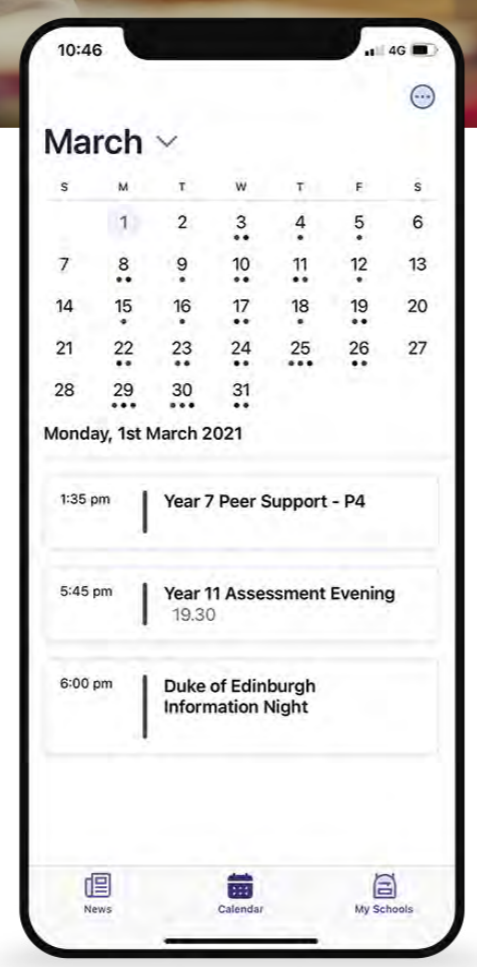 10:46 4G
March
S M T W T F S
1 2 3 4 5 6
7 8 9 10 11 12 13
14 15 16 17 18 19 20
21 22 23 24 25 26 27
28 29 30 31
Monday, 1st March 2021
1:35 pm Year 7 Peer Support - P4
5:45 pm Year 11 Assessment Evening
19.30
6:00 pm Duke of Edinburgh
Information Night
News Calendar My Schools